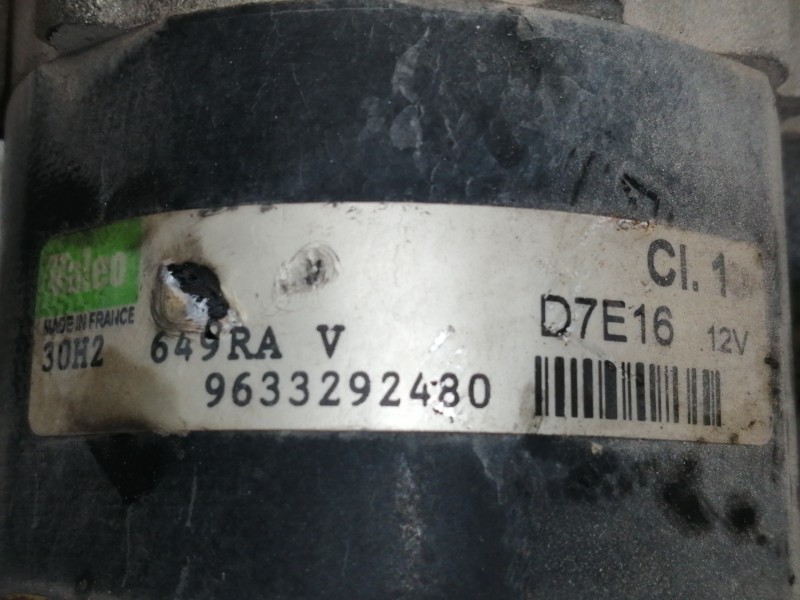 Valeo
MADE IN FRANCE
30H2 649RA V
9633292480
Cl. 1
D7E16 12V